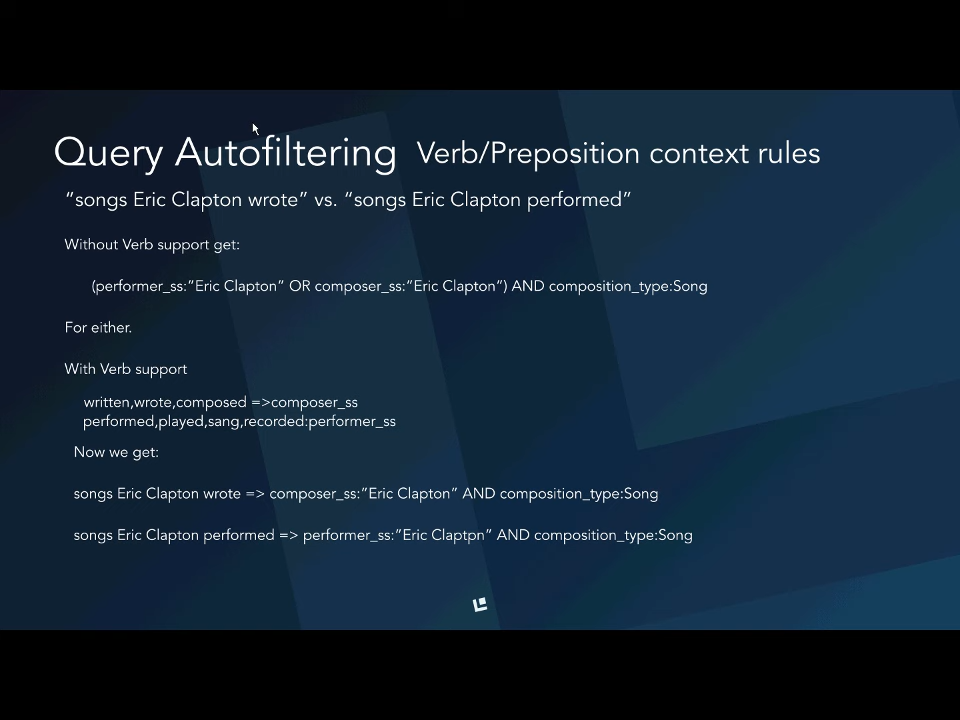 Query Autofiltering Verb/Preposition context rules
“songs Eric Clapton wrote” vs. “songs Eric Clapton performed”
Without Verb support get:
(performer_ss:“Eric Clapton” OR composer_ss:“Eric Clapton”) AND composition_type:Song
For either.
With Verb support
written,wrote,composed =>composer_ss
performed,played,sang,recorded:performer_ss
Now we get:
songs Eric Clapton wrote => composer_ss:“Eric Clapton” AND composition_type:Song
songs Eric Clapton performed => performer_ss:“Eric Claptpn” AND composition_type:Song